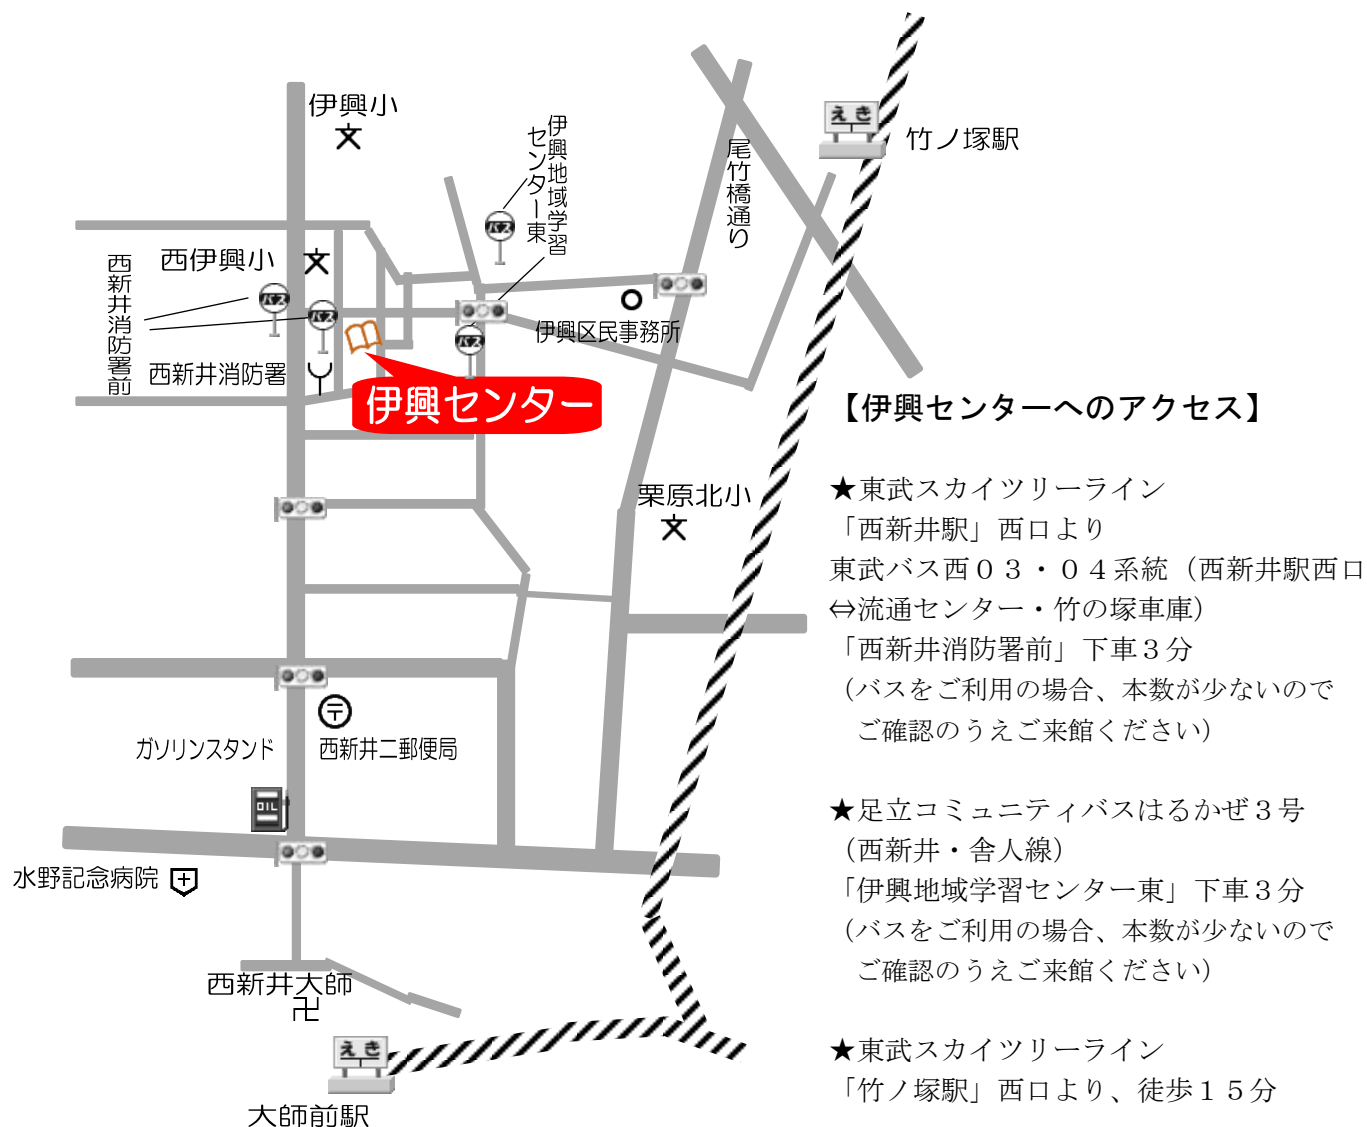 伊興小
えき
竹ノ塚駅
伊興地域学習
センター東
尾竹橋通り
バス
西伊興小
西新井消防署前
バス
バス
バス
伊興区民事務所
西新井消防署
伊興センター
栗原北小
ガソリンスタンド
西新井二郵便局
OIL
水野記念病院
西新井大師
えき
大師前駅
【伊興センターへのアクセス】
★東武スカイツリーライン
「西新井駅」西口より
東武バス西０３・０４系統（西新井駅西口
⇔流通センター・竹の塚車庫）
「西新井消防署前」下車３分
（バスをご利用の場合、本数が少ないので
ご確認のうえご来館ください）
★足立コミュニティバスはるかぜ３号
（西新井・舎人線）
「伊興地域学習センター東」下車３分
（バスをご利用の場合、本数が少ないので
ご確認のうえご来館ください）
★東武スカイツリーライン
「竹ノ塚駅」西口より、徒歩１５分